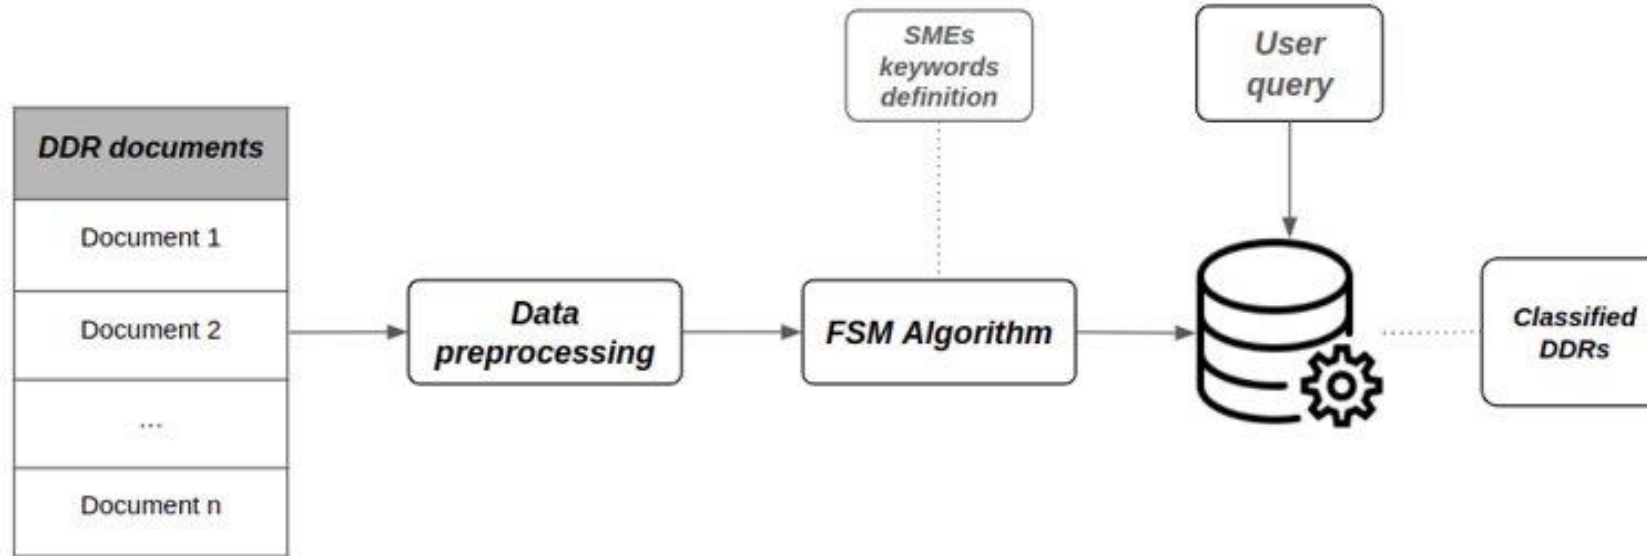 SMEs
keywords
definition
User
query
DDR documents
Document 1
Document 2
...
Document n
Data
preprocessing
FSM Algorithm
Classified
DDRs